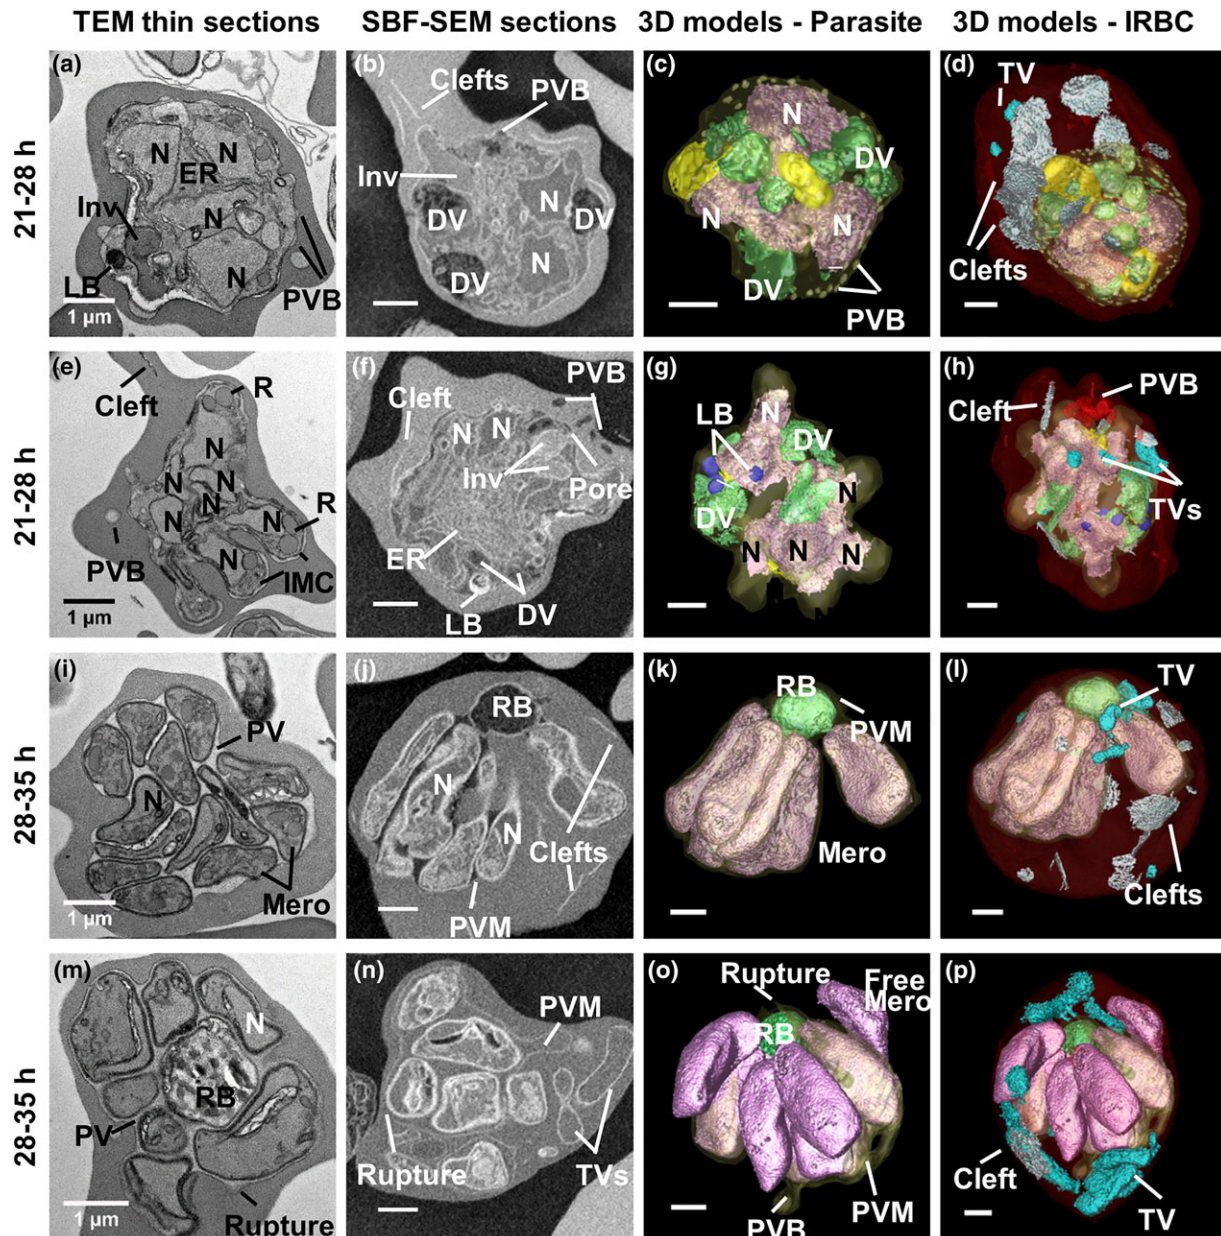 TEM thin sections SBF-SEM sections 3D models - Parasite 3D models - IRBC
21-28 h
(a)
N
N
ER
Inv
N
N
LB
PVB
1 µm
(b)
Clefts
PVB
Inv
DV
N
DV
DV
N
(c)
N
DV
N
N
DV
PVB
(d)
TV
Clefts
21-28 h
(e)
R
Cleft
N
N
N
N
N
N
R
PVB
N
IMC
1 µm
(f)
PVB
Cleft
N
N
Inv
Pore
ER
LB
DV
(g)
LB
N
DV
N
DV
N
N
N
(h)
PVB
Cleft
TVs
28-35 h
(i)
PV
N
Mero
1 µm
(j)
RB
N
N
Clefts
PVM
(k)
RB
PVM
Mero
(l)
TV
Clefts
28-35 h
(m)
N
RB
PV
1 µm
Rupture
(n)
PVM
Rupture
TVs
(o)
Rupture
Free
Mero
RB
PVB
PVM
(p)
Cleft
TV